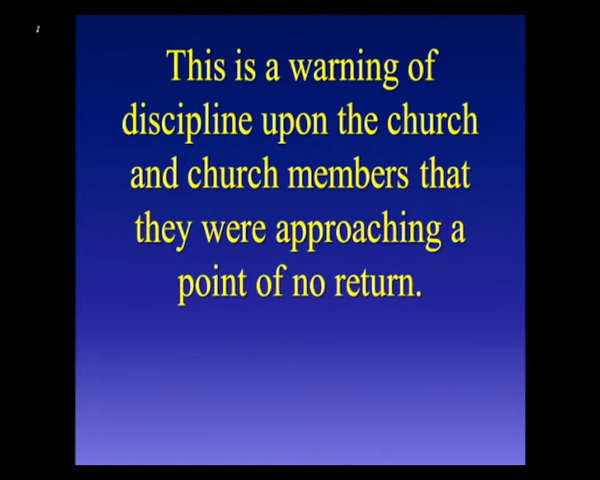 This is a warning of
discipline upon the church
and church members that
they were approaching a
point of no return.